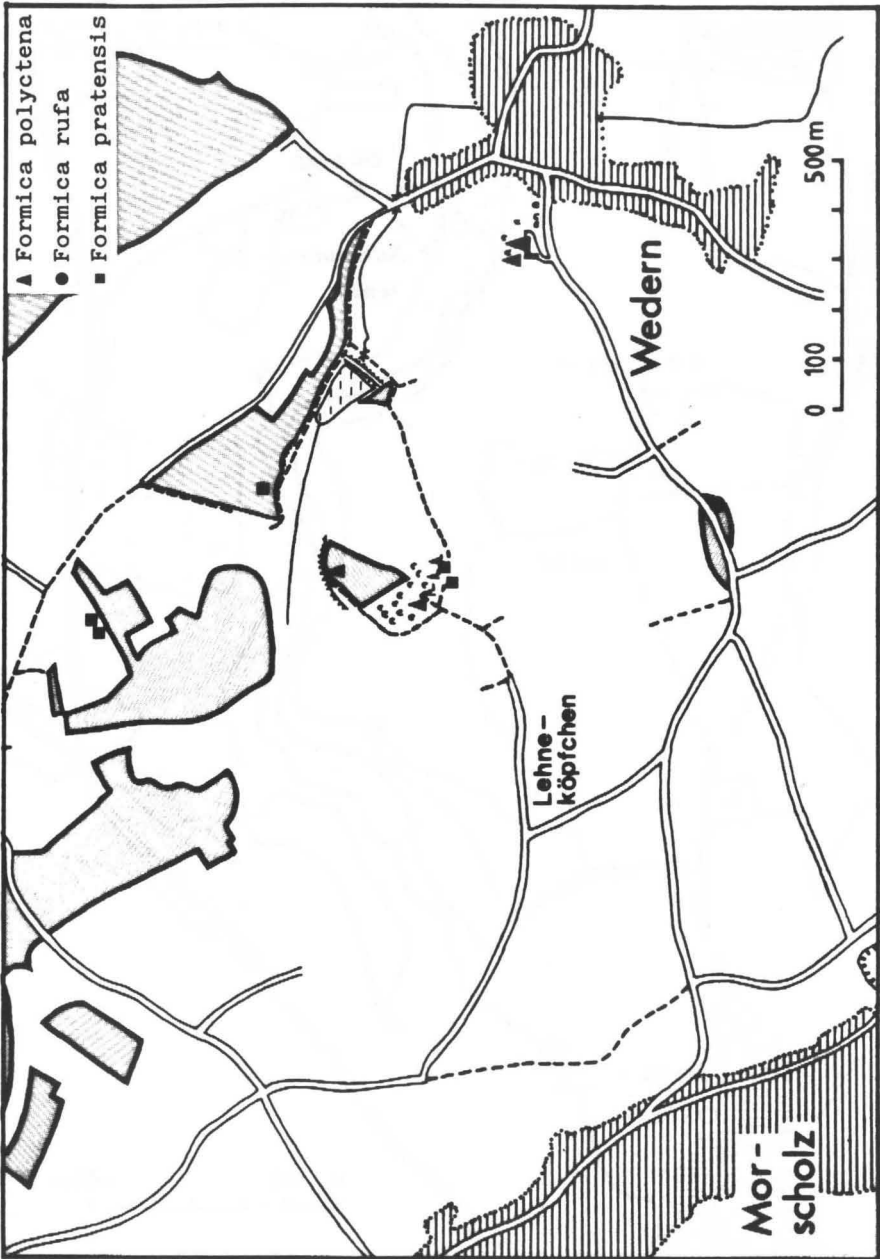 ▲ Formica polyctena
● Formica rufa
■ Formica pratensis
Lehne-
köpfchen
Wedern
Mor-
scholz
0 100 500 m